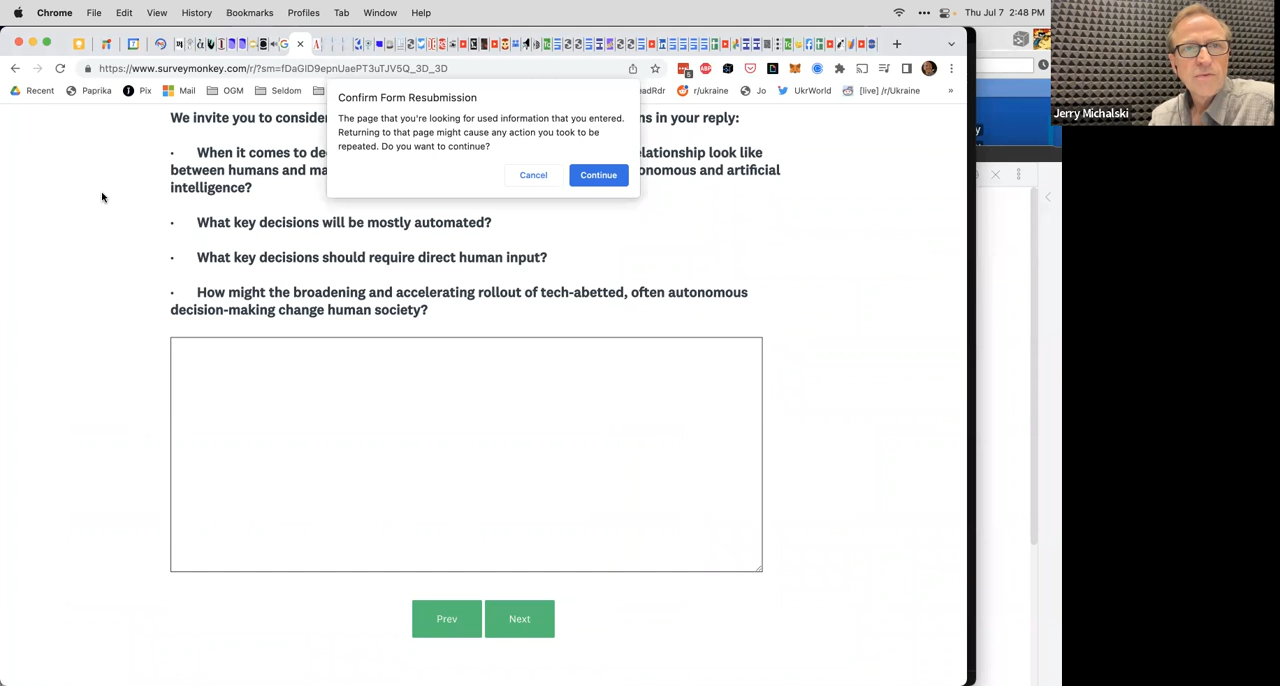 Chrome File Edit View History Bookmarks Profiles Tab Window Help
Thu Jul 7 2:48 PM
https://www.surveymonkey.com/r/?sm=fDaGID9epnUaePT3uTJV5Q_3D_3D
Recent Paprika Pix Mail OGM Seldom eadRdr r/ukraine Jo UkrWorld [live] /r/Ukraine »
Jerry Michalski
Confirm Form Resubmission
The page that you're looking for used information that you entered.
Returning to that page might cause any action you took to be
repeated. Do you want to continue?
Cancel Continue
We invite you to consider ns in your reply:
· When it comes to de elationship look like
between humans and ma onomous and artificial
intelligence?
· What key decisions will be mostly automated?
· What key decisions should require direct human input?
· How might the broadening and accelerating rollout of tech-abetted, often autonomous
decision-making change human society?
Prev Next